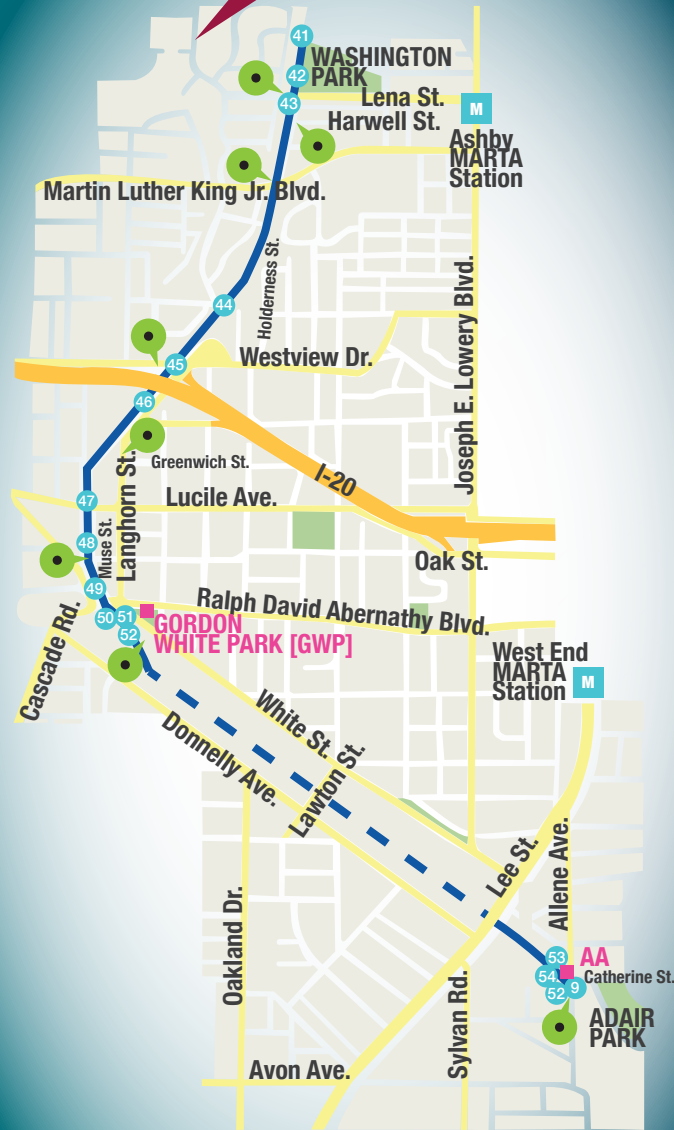 41
WASHINGTON
PARK
42
43
Lena St.
M
Harwell St.
Ashby
MARTA
Station
Martin Luther King Jr. Blvd.
Holderness St.
44
Joseph E. Lowery Blvd.
45
Westview Dr.
46
Greenwich St.
Langhorn St.
I-20
47
Lucile Ave.
48
Muse St.
Oak St.
49
50
51
52
Ralph David Abernathy Blvd.
GORDON
WHITE PARK [GWP]
Cascade Rd.
West End
MARTA
Station
M
White St.
Donnelly Ave.
Lawton St.
Lee St.
Allene Ave.
Oakland Dr.
53
AA
54
Catherine St.
52
9
Sylvan Rd.
ADAIR
PARK
Avon Ave.